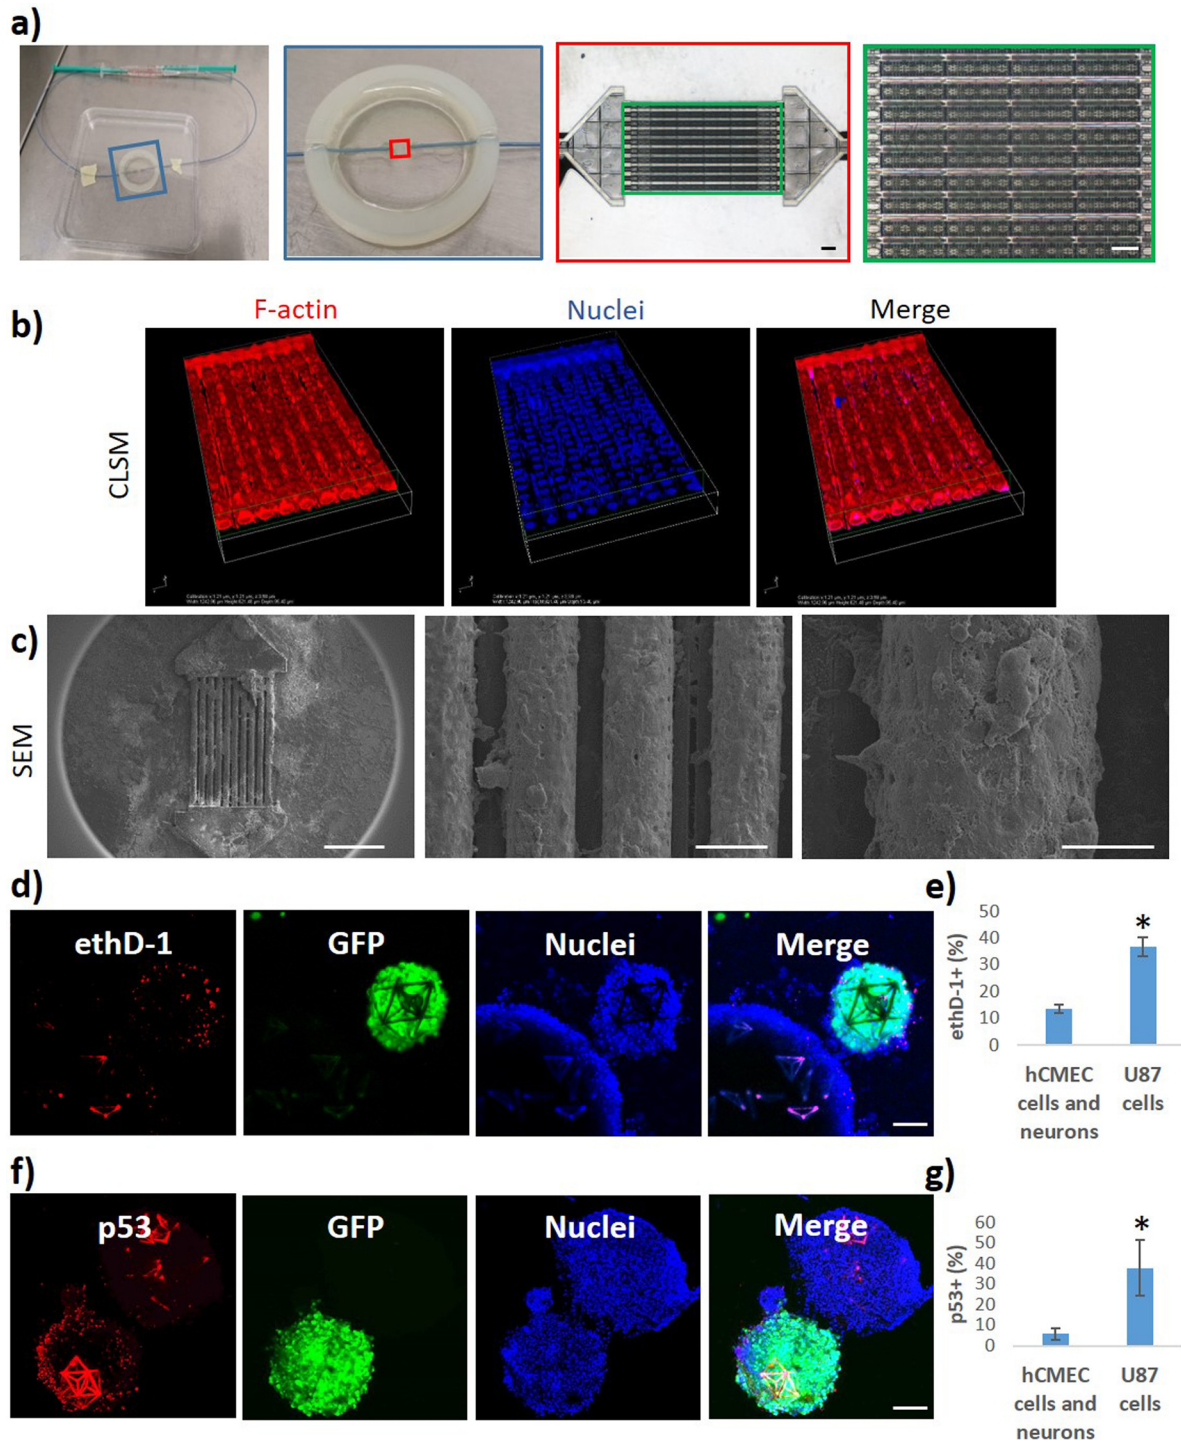 a)
b)
F-actin
Nuclei
Merge
CLSM
c)
SEM
d)
ethD-1
GFP
Nuclei
Merge
e)
50
40
30
20
10
0
ethD-1+ (%)
*
hCMEC
cells and
neurons
U87
cells
f)
p53
GFP
Nuclei
Merge
g)
60
50
40
30
20
10
0
p53+ (%)
*
hCMEC
cells and
neurons
U87
cells